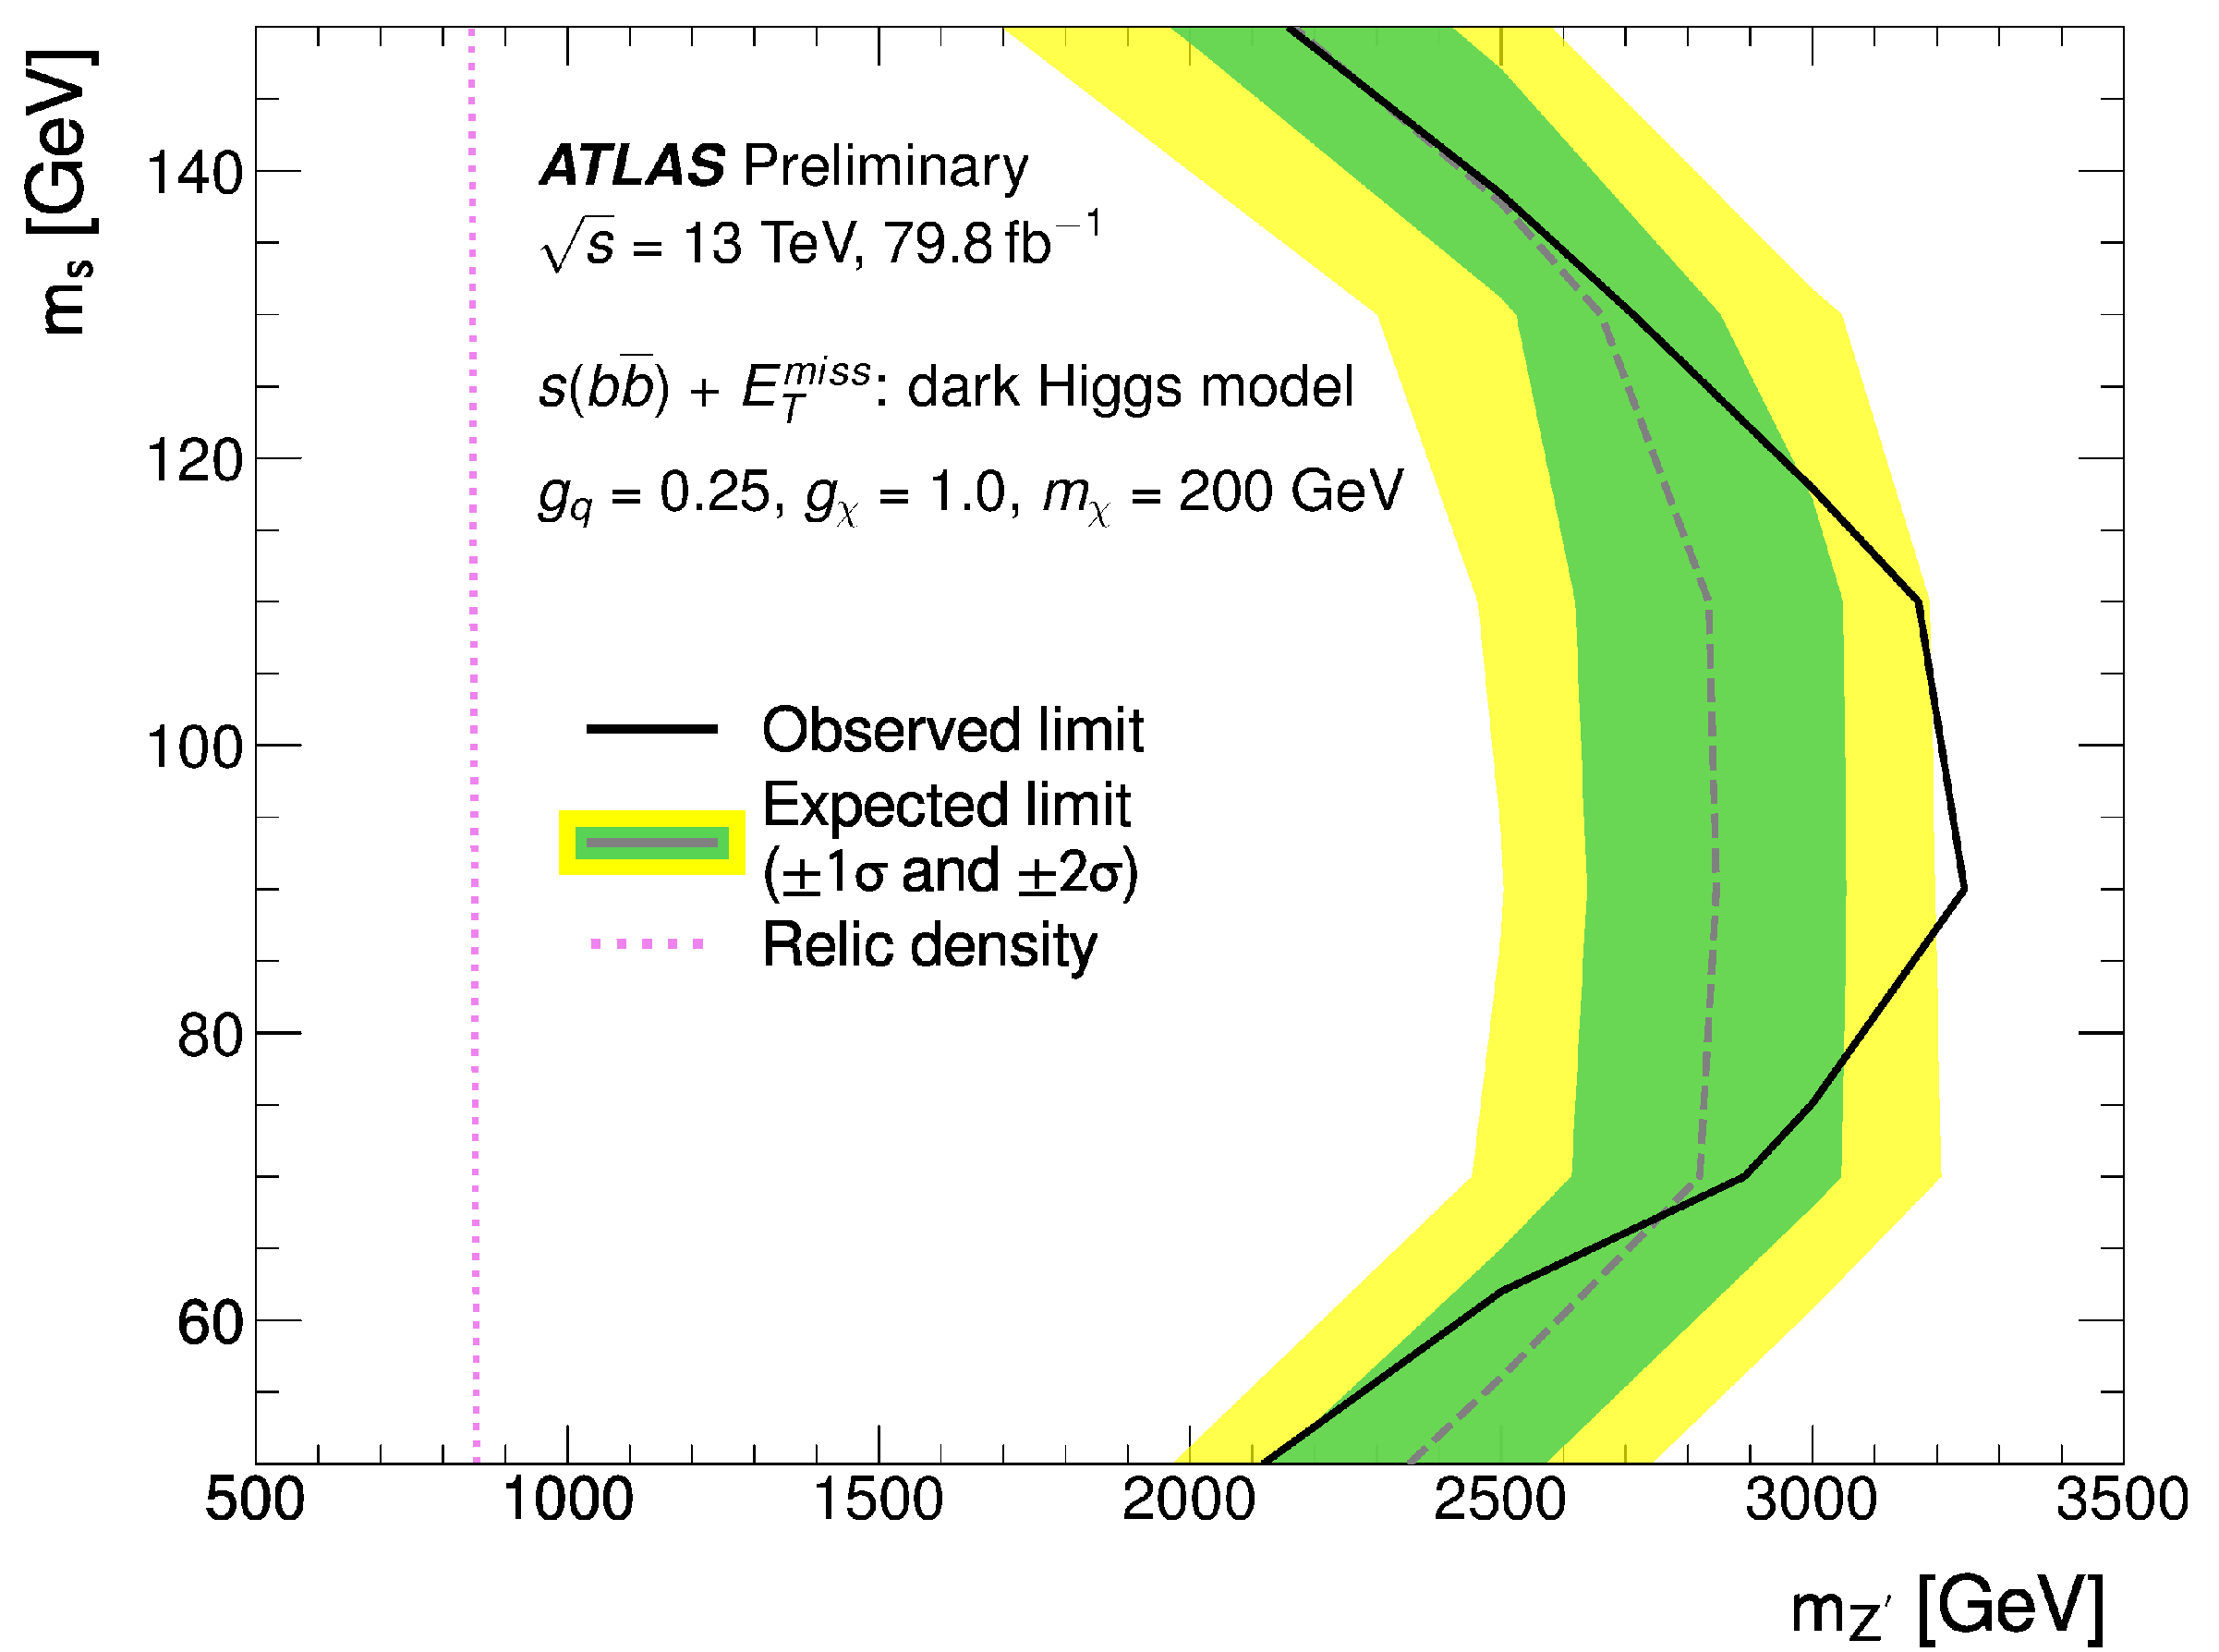 m_s [GeV]
140
120
100
80
60
ATLAS Preliminary
√s = 13 TeV, 79.8 fb⁻¹
s(bb̅) + E_T^miss: dark Higgs model
g_q = 0.25, g_χ = 1.0, m_χ = 200 GeV
Observed limit
Expected limit
(±1σ and ±2σ)
Relic density
500 1000 1500 2000 2500 3000 3500
m_Z′ [GeV]